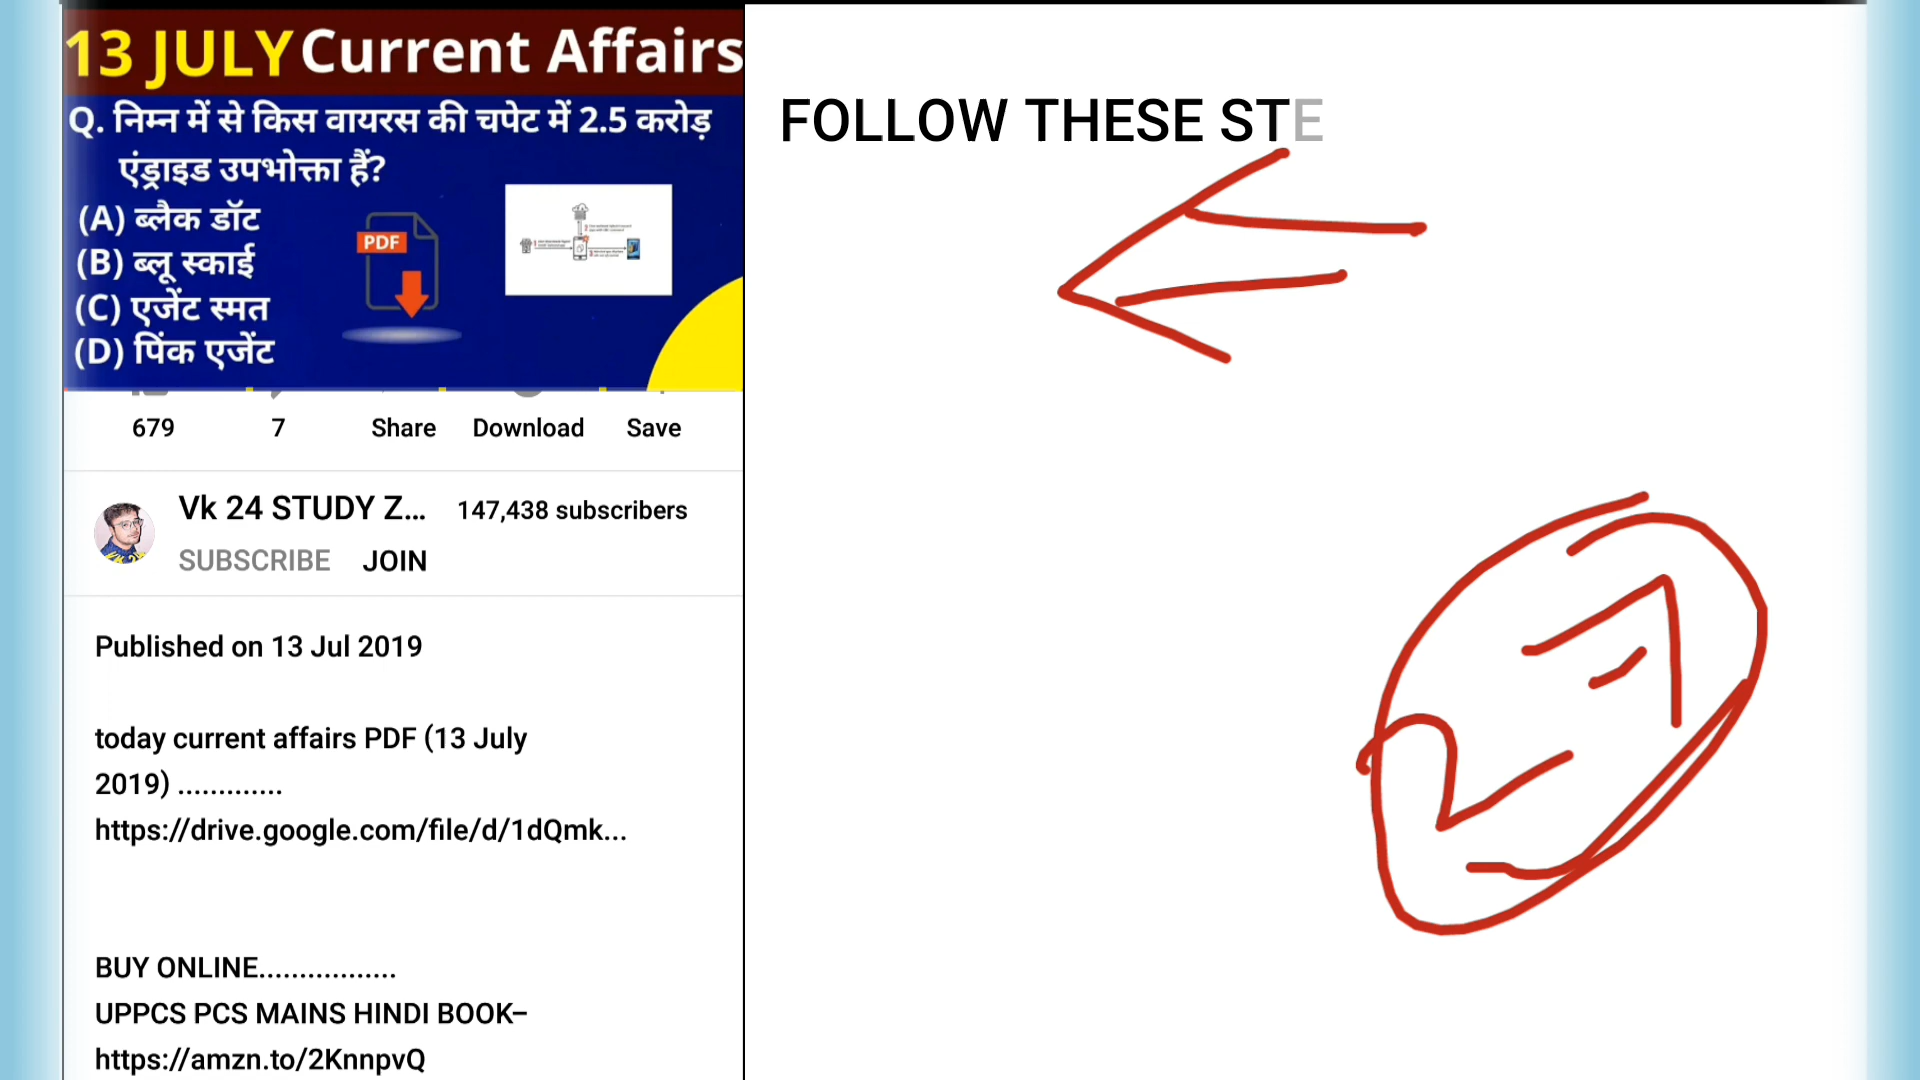 13 JULY Current Affairs
Q. निम्न में से किस वायरस की चपेट में 2.5 करोड़
एंड्राइड उपभोक्ता हैं?
(A) ब्लैक डॉट
(B) ब्लू स्काई
(C) एजेंट स्मत
(D) पिंक एजेंट
PDF
679 7 Share Download Save
Vk 24 STUDY Z... 147,438 subscribers
SUBSCRIBE JOIN
Published on 13 Jul 2019
today current affairs PDF (13 July
2019) .............
https://drive.google.com/file/d/1dQmk...
BUY ONLINE.................
UPPCS PCS MAINS HINDI BOOK–
https://amzn.to/2KnnpvQ
FOLLOW THESE STE